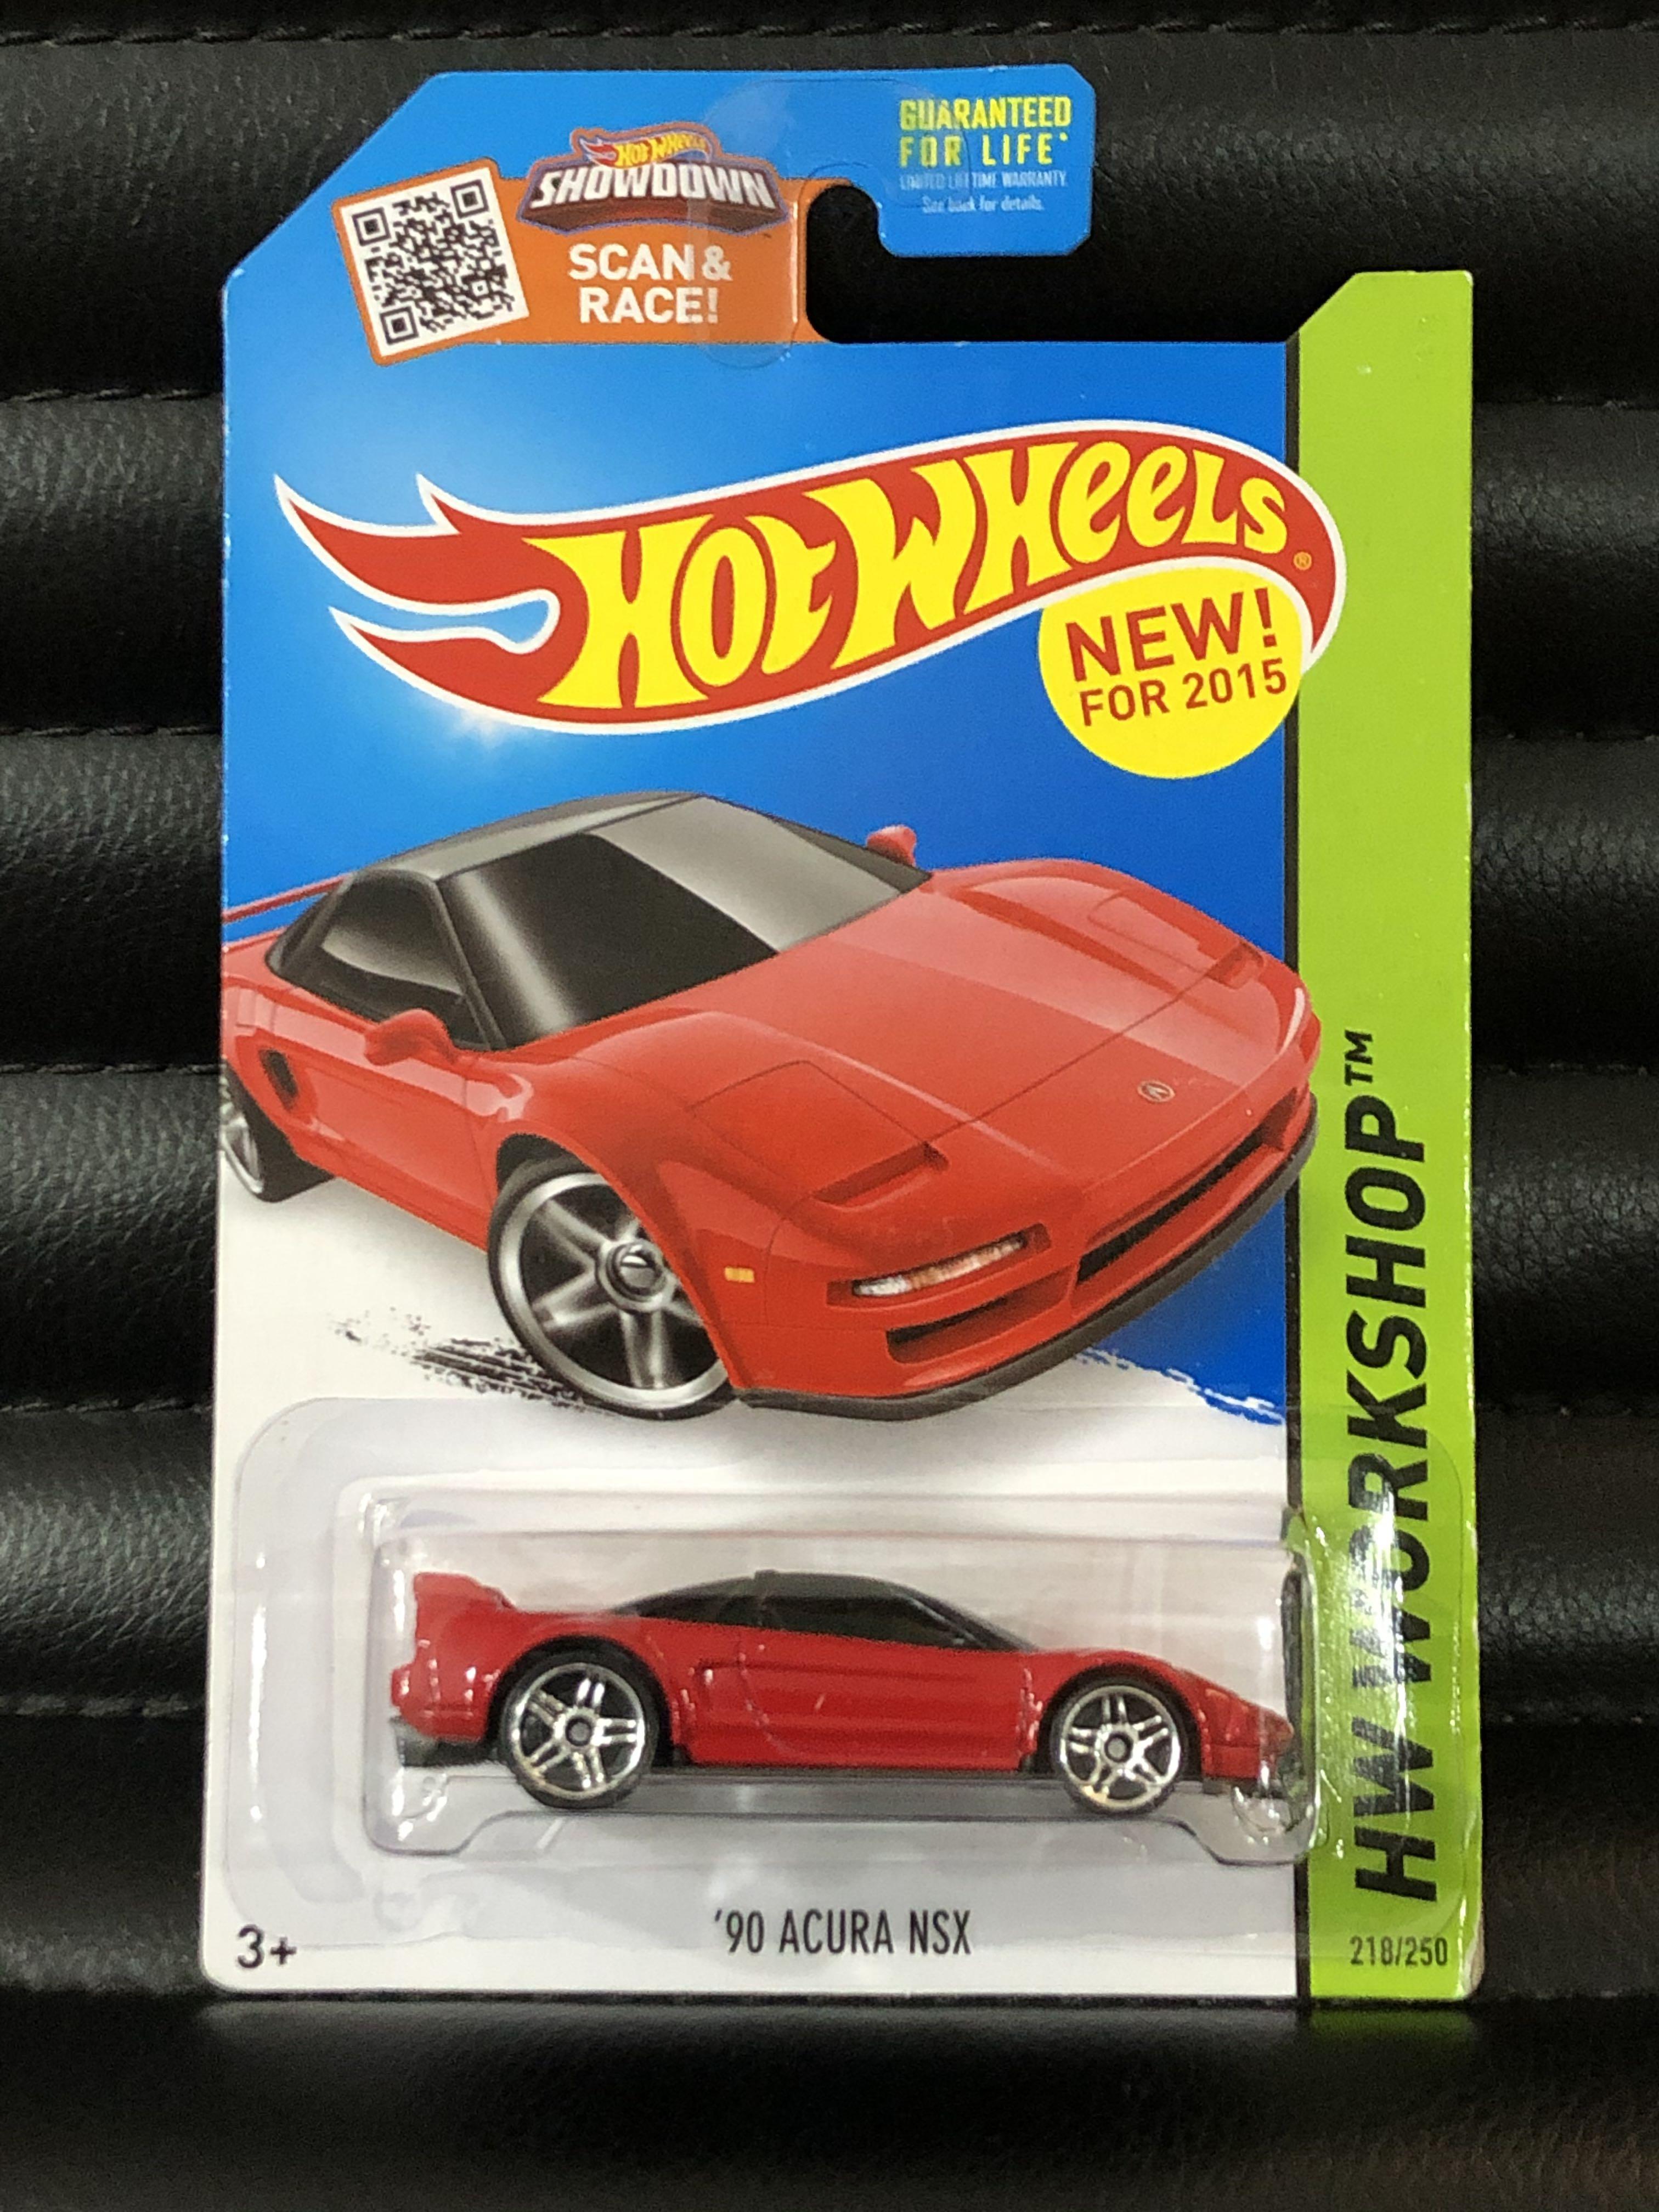 GUARANTEED
FOR LIFE*
LIMITED LIFETIME WARRANTY.
See back for details.
HOT WHEELS
SHOWDOWN
SCAN &
RACE!
HOT WHEELS®
NEW!
FOR 2015
HW WORKSHOP™
'90 ACURA NSX
3+
218/250